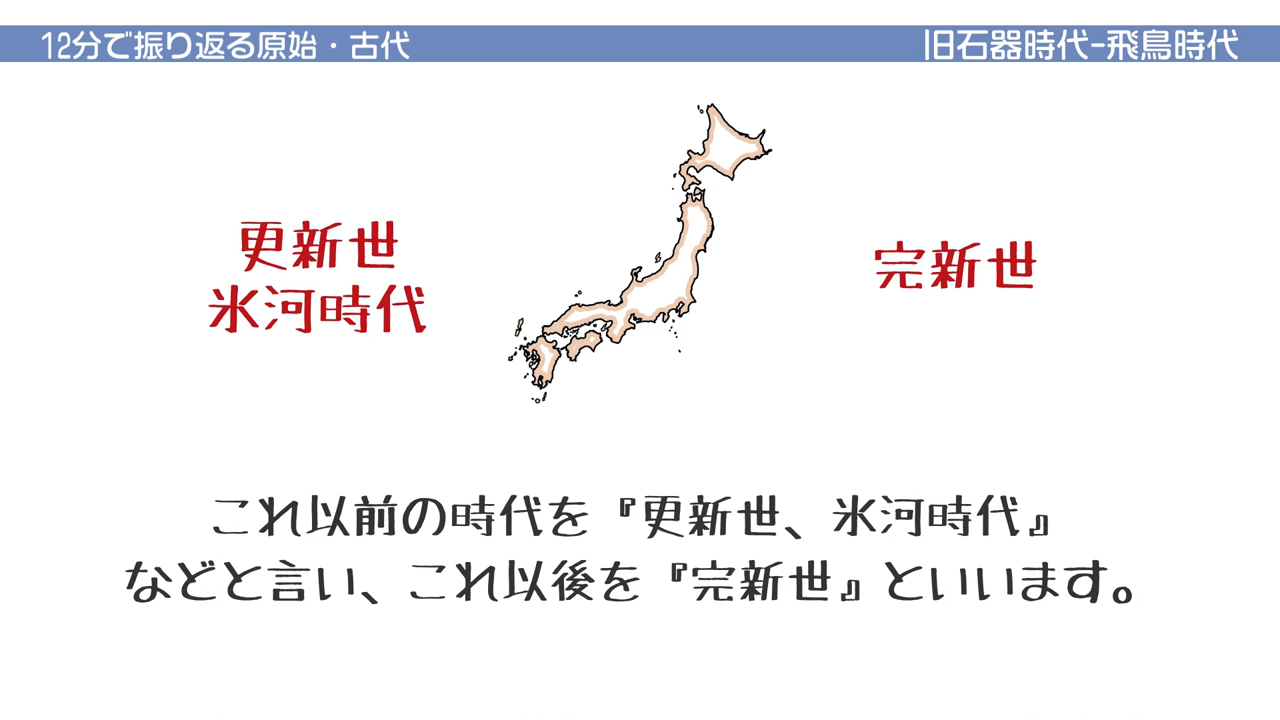 12分で振り返る原始・古代
旧石器時代-飛鳥時代
更新世
氷河時代
完新世
これ以前の時代を『更新世、氷河時代』
などと言い、これ以後を『完新世』といいます。